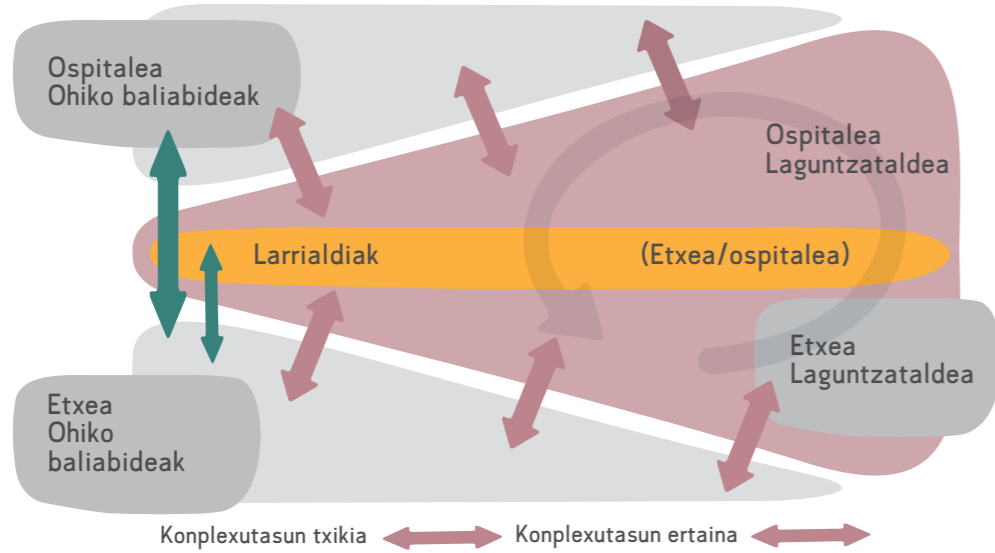 Ospitalea
Ohiko baliabideak
Ospitalea
Laguntzataldea
Larrialdiak
(Etxea/ospitalea)
Etxea
Laguntzataldea
Etxea
Ohiko
baliabideak
Konplexutasun txikia
Konplexutasun ertaina